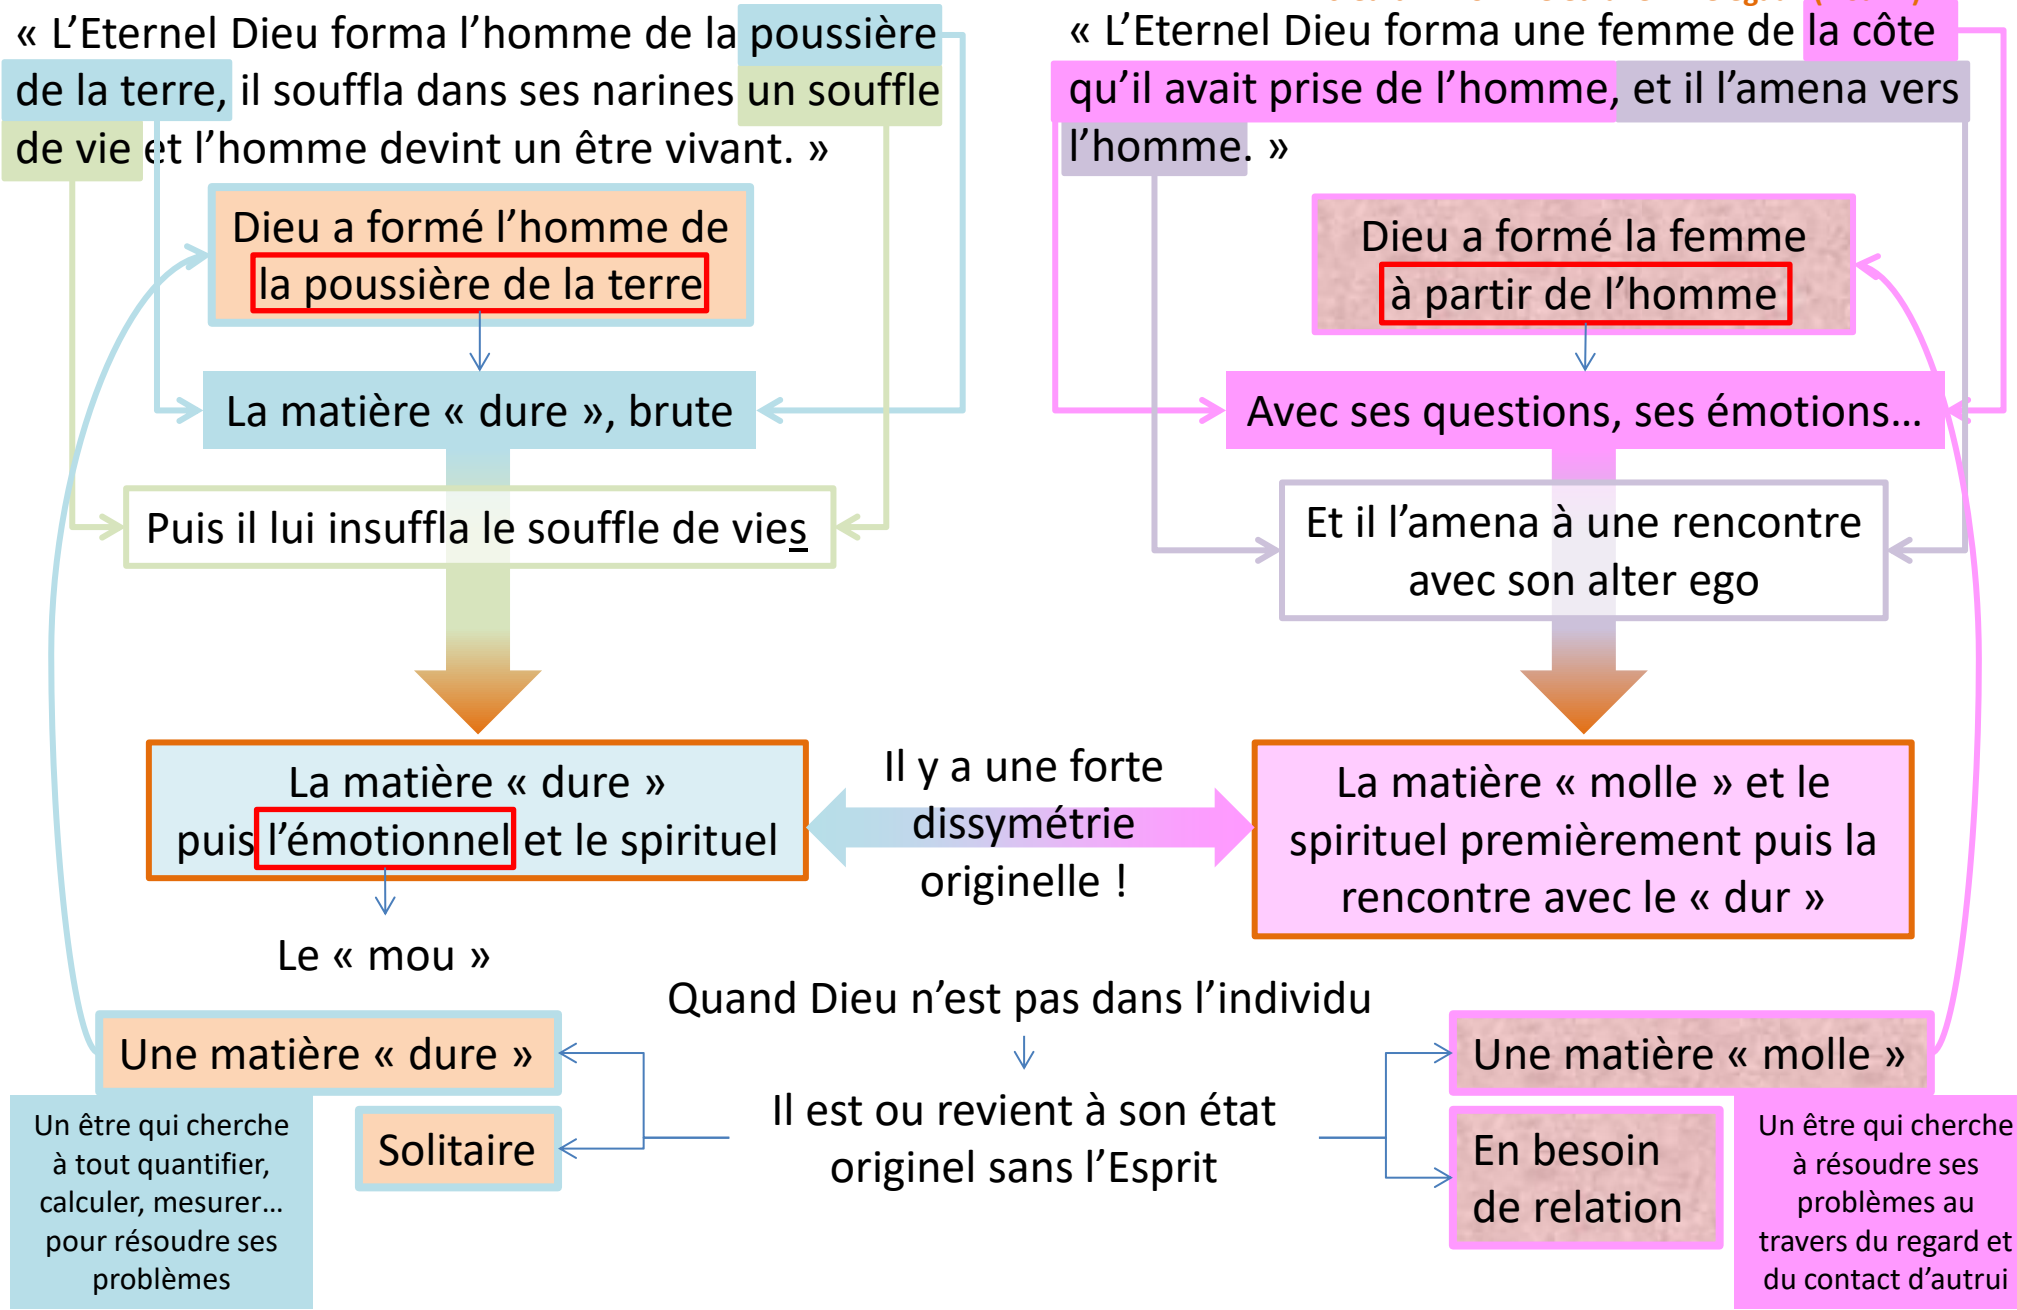 « L’Eternel Dieu forma l’homme de la poussière
de la terre, il souffla dans ses narines un souffle
de vie et l’homme devint un être vivant. »
Dieu a formé l’homme de
la poussière de la terre
La matière « dure », brute
Puis il lui insuffla le souffle de vies
La matière « dure »
puis l’émotionnel et le spirituel
Le « mou »
« L’Eternel Dieu forma une femme de la côte
qu’il avait prise de l’homme, et il l’amena vers
l’homme. »
Dieu a formé la femme
à partir de l’homme
Avec ses questions, ses émotions…
Et il l’amena à une rencontre
avec son alter ego
La matière « molle » et le
spirituel premièrement puis la
rencontre avec le « dur »
Il y a une forte
dissymétrie
originelle !
Quand Dieu n’est pas dans l’individu
Il est ou revient à son état
originel sans l’Esprit
Une matière « dure »
Solitaire
Un être qui cherche
à tout quantifier,
calculer, mesurer…
pour résoudre ses
problèmes
Une matière « molle »
En besoin
de relation
Un être qui cherche
à résoudre ses
problèmes au
travers du regard et
du contact d’autrui